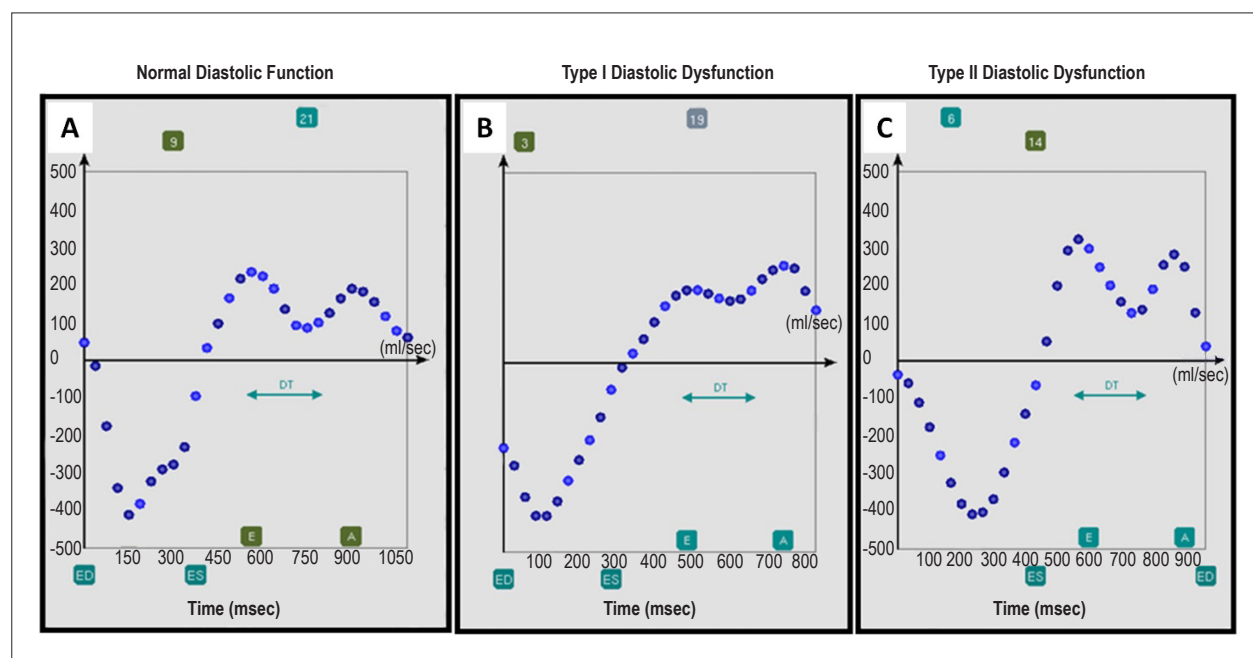 Normal Diastolic Function
Type I Diastolic Dysfunction
Type II Diastolic Dysfunction
A
9
21
500
400
300
200
100
0
-100
-200
-300
-400
-500
(ml/sec)
DT
E
A
150 300 450 600 750 900 1050
ED
ES
Time (msec)
B
3
19
(ml/sec)
DT
E
A
100 200 300 400 500 600 700 800
ED
ES
Time (msec)
C
6
14
500
400
300
200
100
0
-100
-200
-300
-400
-500
(ml/sec)
DT
E
A
100 200 300 400 500 600 700 800 900
ES
ED
Time (msec)